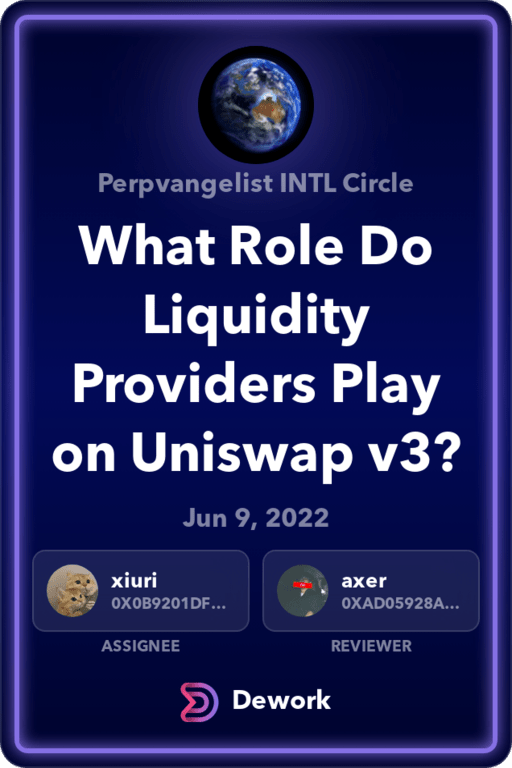 Perpvangelist INTL Circle
What Role Do
Liquidity
Providers Play
on Uniswap v3?
Jun 9, 2022
xiuri
0X0B9201DF...
axer
0XAD05928A...
ASSIGNEE
REVIEWER
Dework